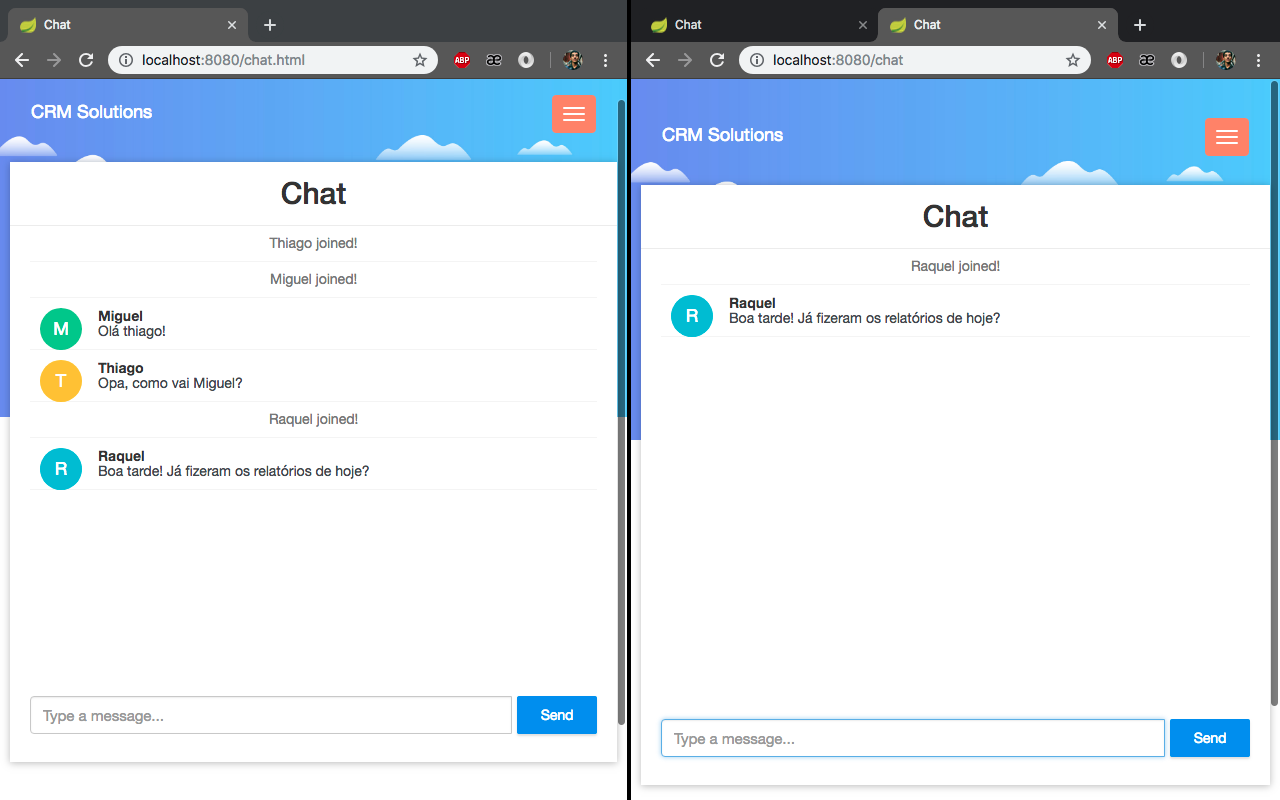 Chat
localhost:8080/chat.html
ABP
æ
CRM Solutions
Chat
Thiago joined!
Miguel joined!
M
Miguel
Olá thiago!
T
Thiago
Opa, como vai Miguel?
Raquel joined!
R
Raquel
Boa tarde! Já fizeram os relatórios de hoje?
Type a message...
Send
Chat
Chat
localhost:8080/chat
ABP
æ
CRM Solutions
Chat
Raquel joined!
R
Raquel
Boa tarde! Já fizeram os relatórios de hoje?
Type a message...
Send